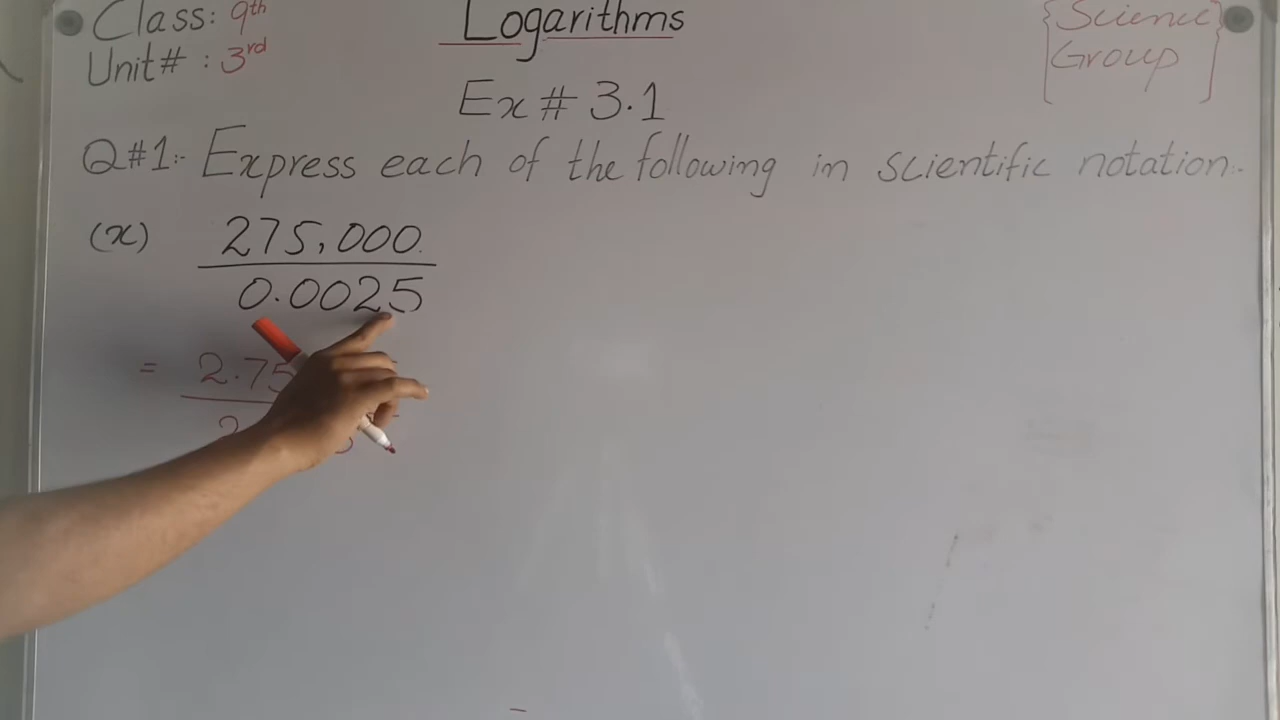 Class: 9th
Unit# : 3rd
Logarithms
{Science
Group}
Ex # 3.1
Q#1:- Express each of the following in scientific notation:-
(x) 275,000.
0.0025
= 2.75
2